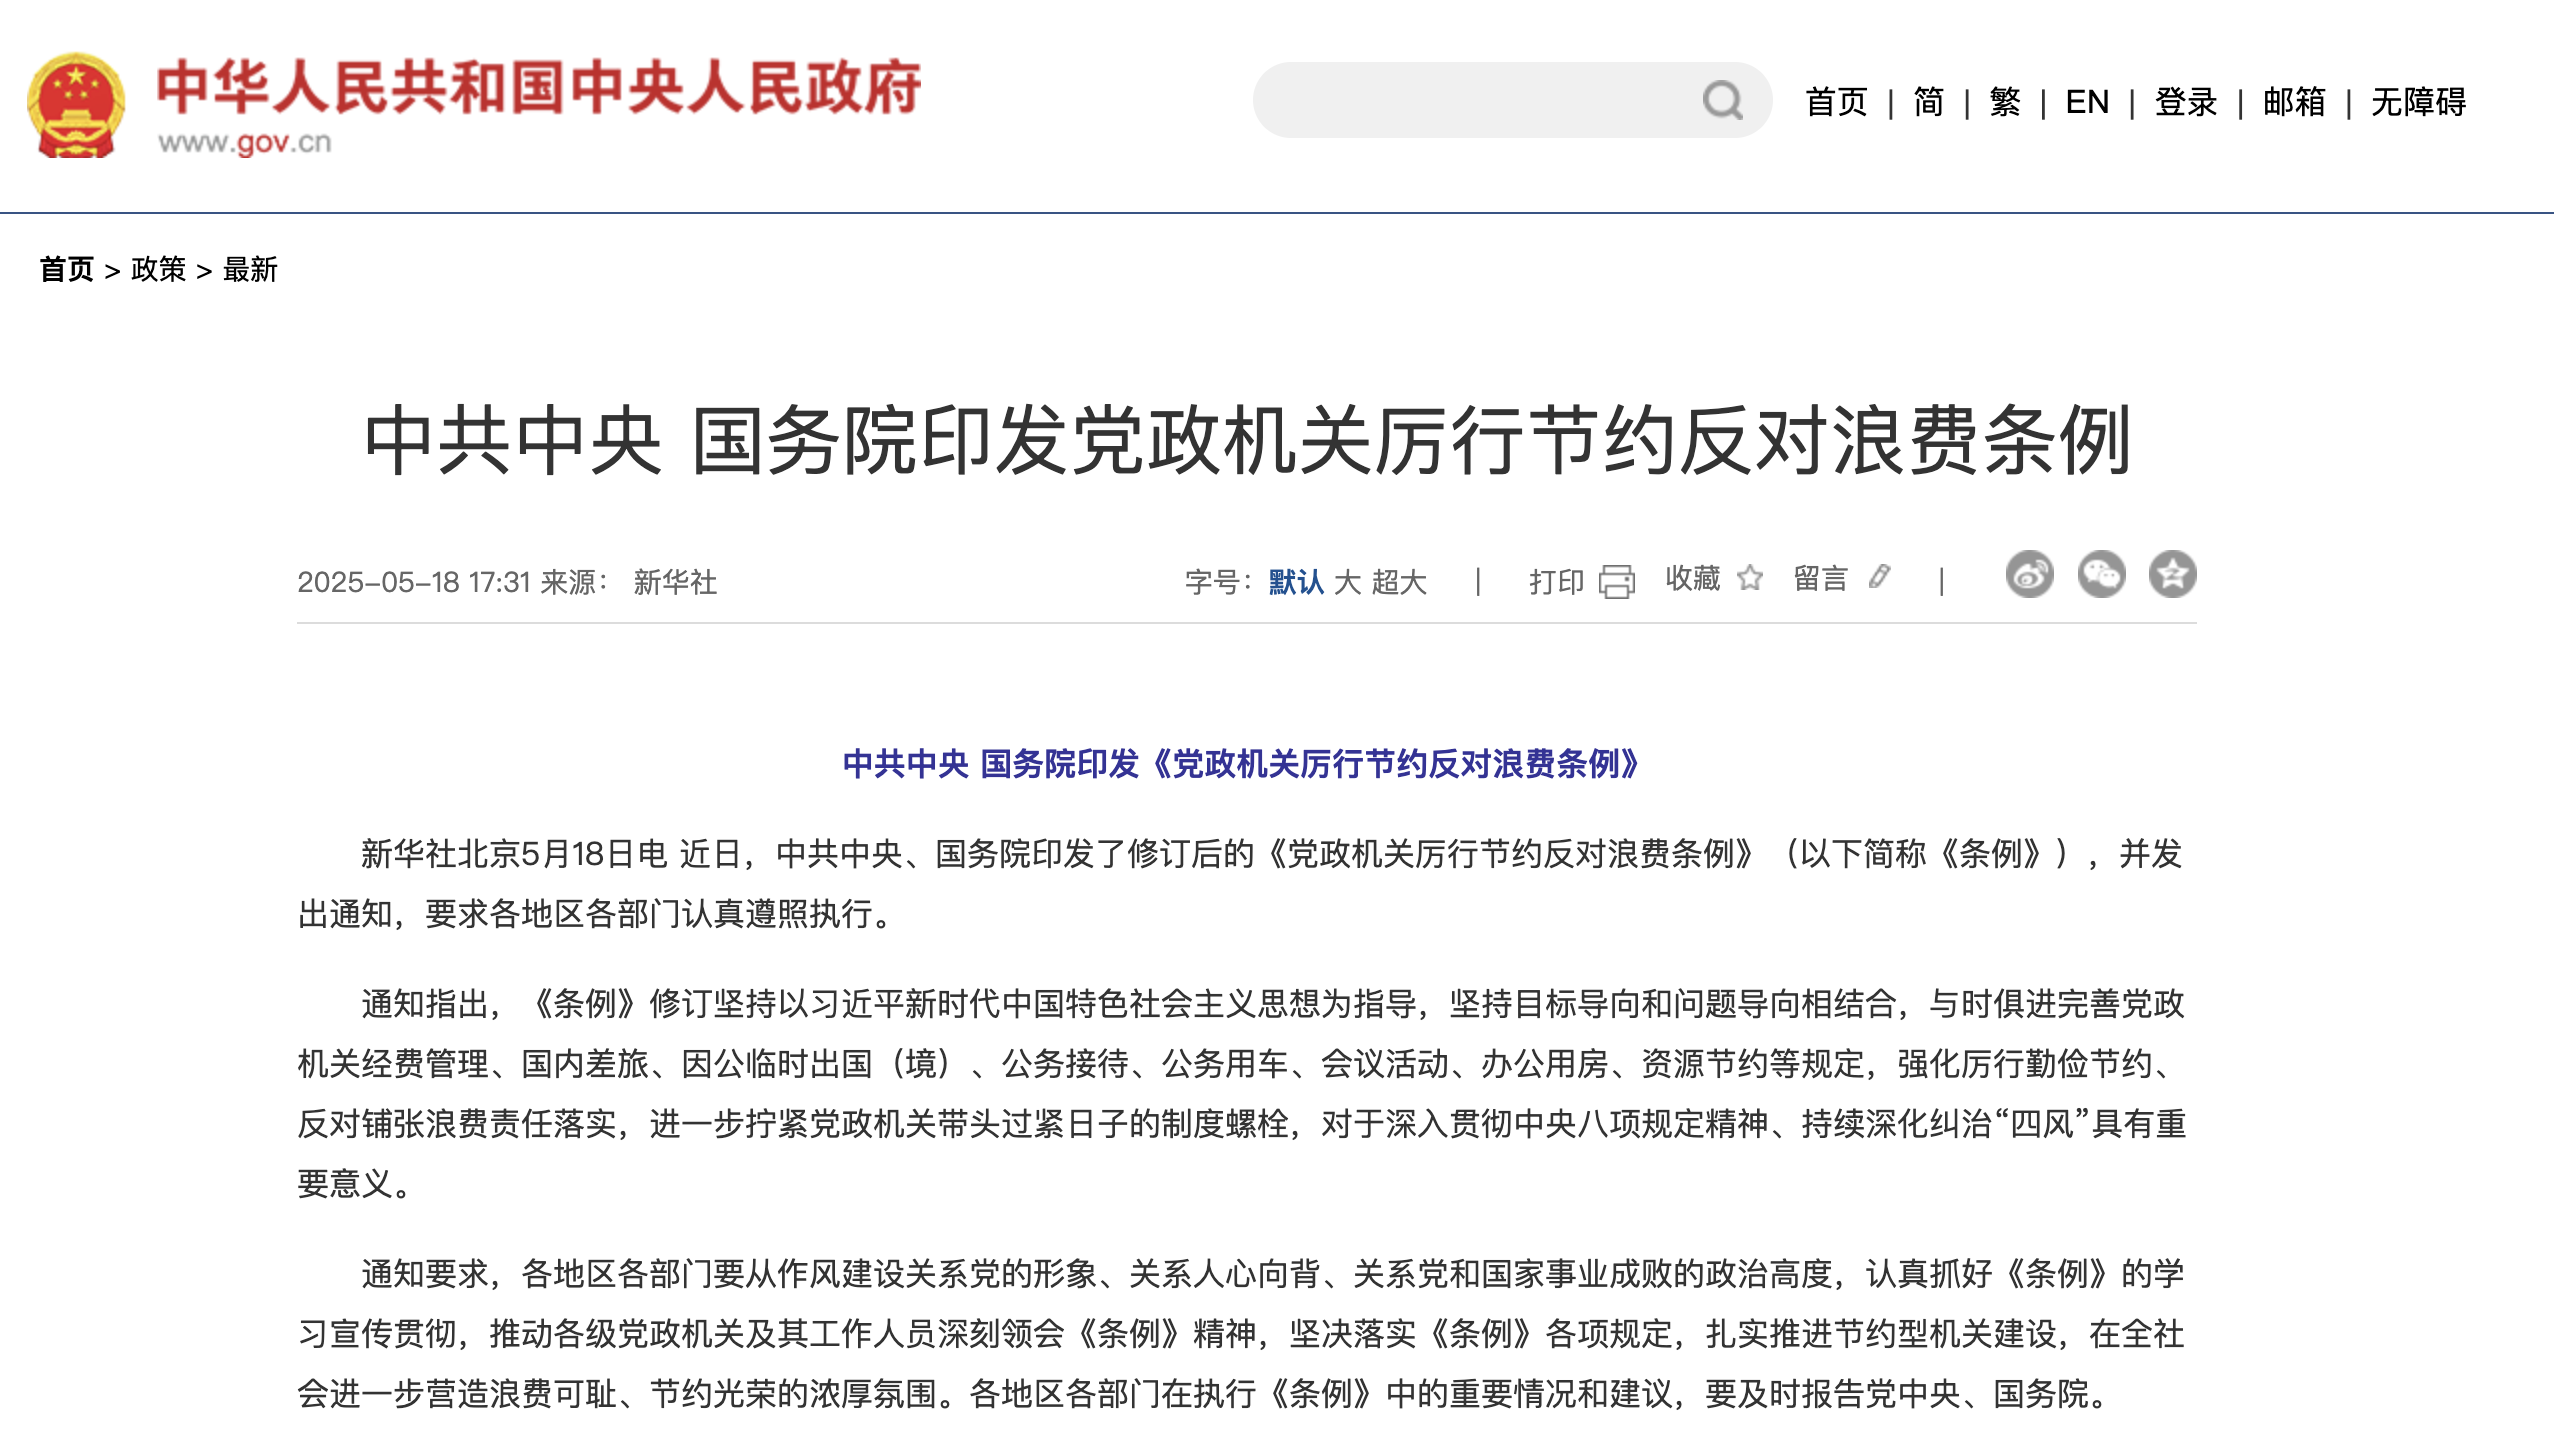 中华人民共和国中央人民政府
www.gov.cn
首页 | 简 | 繁 | EN | 登录 | 邮箱 | 无障碍
首页 > 政策 > 最新
中共中央 国务院印发党政机关厉行节约反对浪费条例
2025-05-18 17:31 来源： 新华社
字号：默认 大 超大 | 打印 收藏 留言 |
中共中央 国务院印发《党政机关厉行节约反对浪费条例》
新华社北京5月18日电 近日，中共中央、国务院印发了修订后的《党政机关厉行节约反对浪费条例》（以下简称《条例》），并发
出通知，要求各地区各部门认真遵照执行。
通知指出，《条例》修订坚持以习近平新时代中国特色社会主义思想为指导，坚持目标导向和问题导向相结合，与时俱进完善党政
机关经费管理、国内差旅、因公临时出国（境）、公务接待、公务用车、会议活动、办公用房、资源节约等规定，强化厉行勤俭节约、
反对铺张浪费责任落实，进一步拧紧党政机关带头过紧日子的制度螺栓，对于深入贯彻中央八项规定精神、持续深化纠治“四风”具有重
要意义。
通知要求，各地区各部门要从作风建设关系党的形象、关系人心向背、关系党和国家事业成败的政治高度，认真抓好《条例》的学
习宣传贯彻，推动各级党政机关及其工作人员深刻领会《条例》精神，坚决落实《条例》各项规定，扎实推进节约型机关建设，在全社
会进一步营造浪费可耻、节约光荣的浓厚氛围。各地区各部门在执行《条例》中的重要情况和建议，要及时报告党中央、国务院。